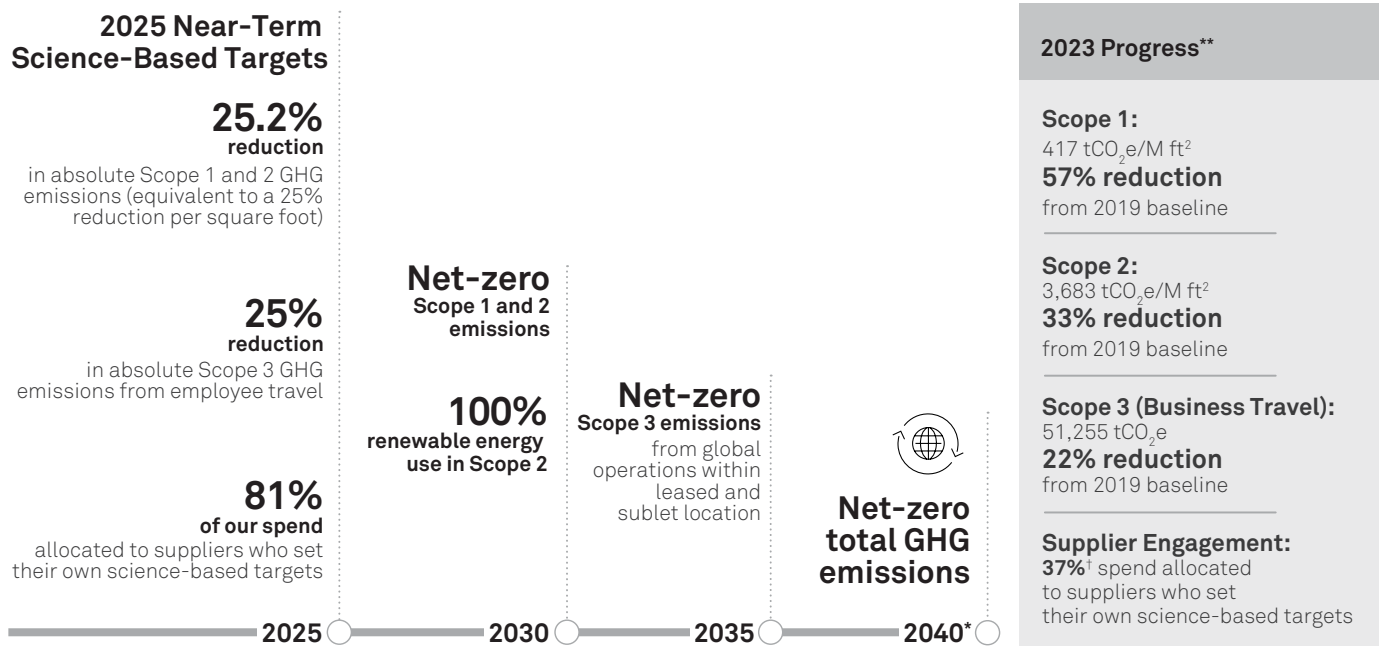 2025 Near-Term
Science-Based Targets
25.2%
reduction
in absolute Scope 1 and 2 GHG
emissions (equivalent to a 25%
reduction per square foot)
25%
reduction
in absolute Scope 3 GHG
emissions from employee travel
81%
of our spend
allocated to suppliers who set
their own science-based targets
2025
Net-zero
Scope 1 and 2
emissions
100%
renewable energy
use in Scope 2
2030
Net-zero
Scope 3 emissions
from global
operations within
leased and
sublet location
2035
Net-zero
total GHG
emissions
2040*
2023 Progress**
Scope 1:
417 tCO₂e/M ft²
57% reduction
from 2019 baseline
Scope 2:
3,683 tCO₂e/M ft²
33% reduction
from 2019 baseline
Scope 3 (Business Travel):
51,255 tCO₂e
22% reduction
from 2019 baseline
Supplier Engagement:
37%† spend allocated
to suppliers who set
their own science-based targets